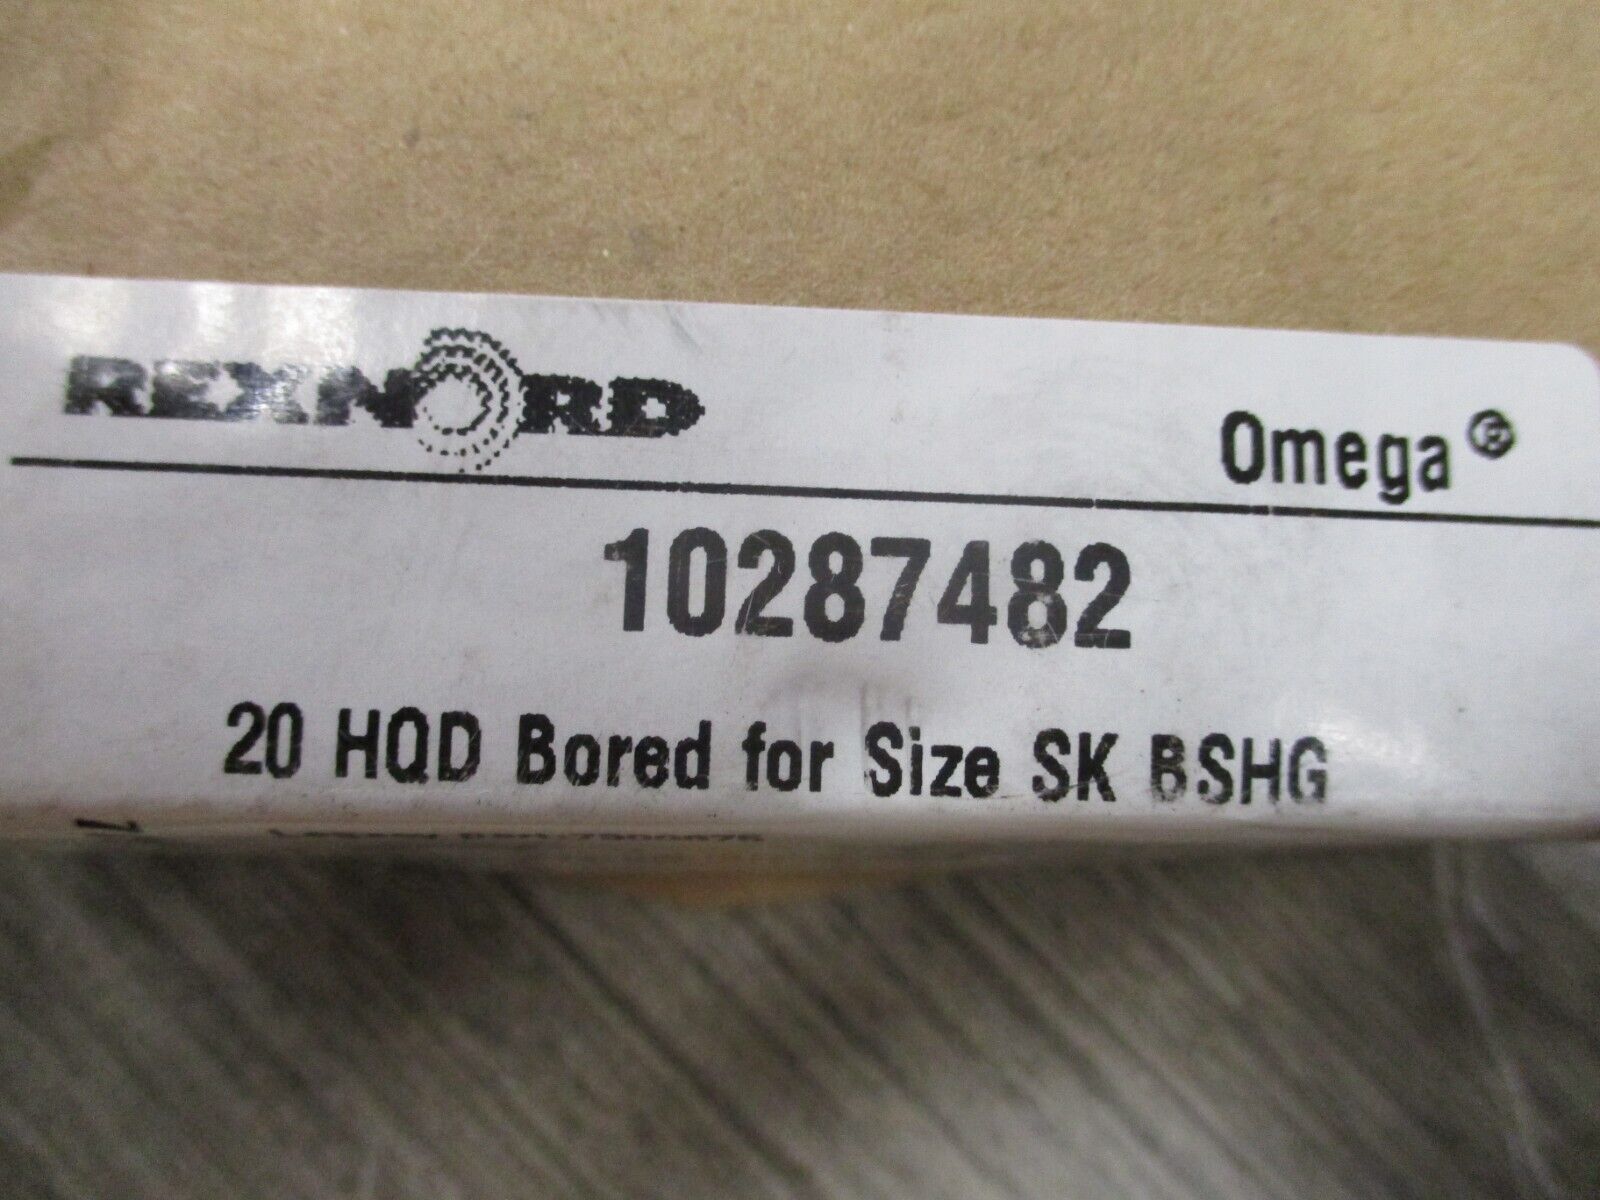 REXNORD
Omega®
10287482
20 HQD Bored for Size SK BSHG